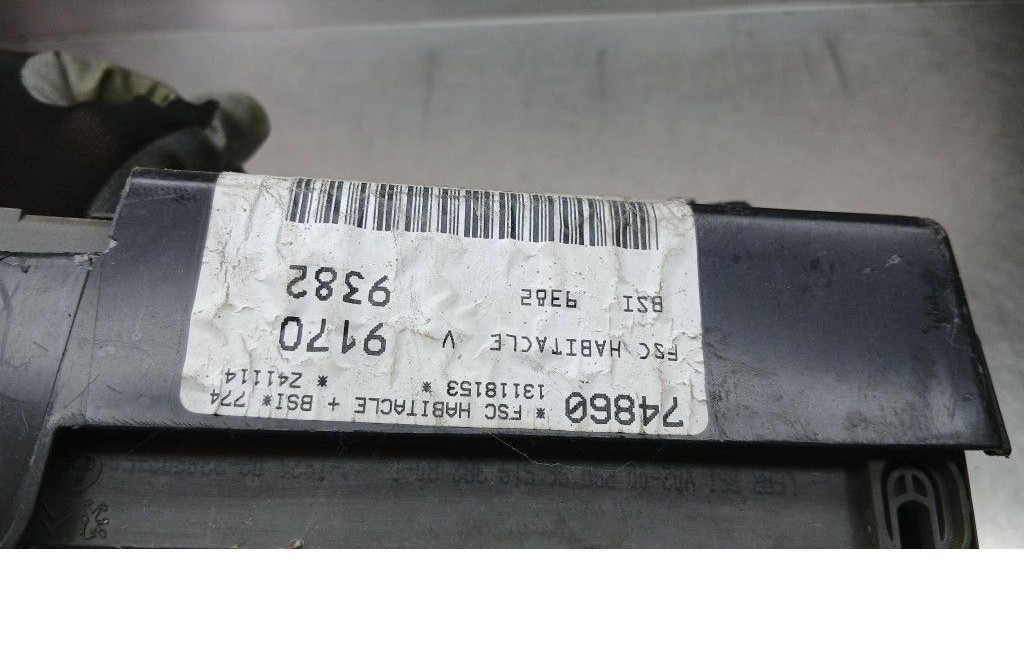 74860 * FSC HABITACLE + BSI* 774
13118153 * * 241114
FSC HABITACLE V 9170
BSI 9382 9382